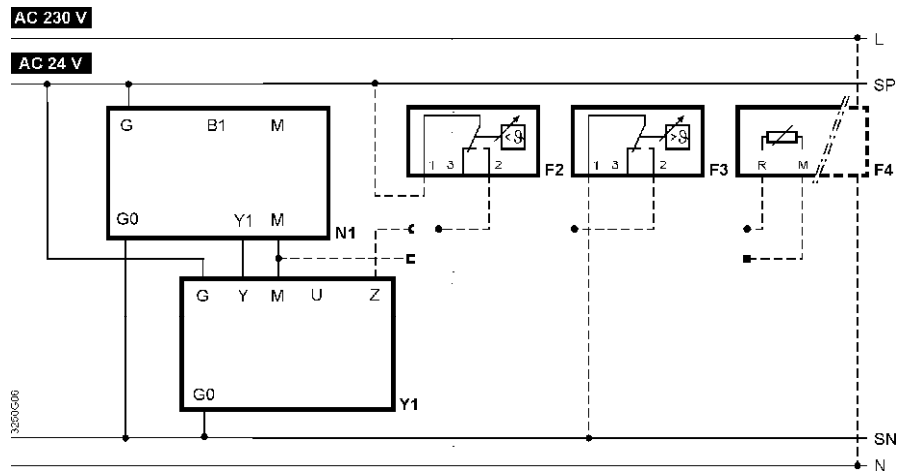 AC 230 V
L
AC 24 V
SP
G B1 M
G0 Y1 M
N1
<ϑ
1 3 2
F2
>ϑ
1 3 2
F3
R M
F4
G Y M U Z
G0
Y1
3250G06
SN
N